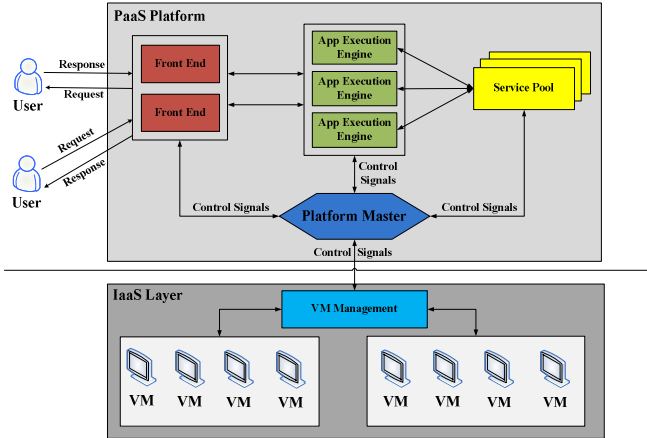 PaaS Platform
App Execution
Engine
Front End
Response
User
Request
App Execution
Engine
Service Pool
Front End
App Execution
Engine
Request
Response
User
Control
Signals
Control Signals
Platform Master
Control Signals
Control Signals
IaaS Layer
VM Management
VM VM VM VM
VM VM VM VM